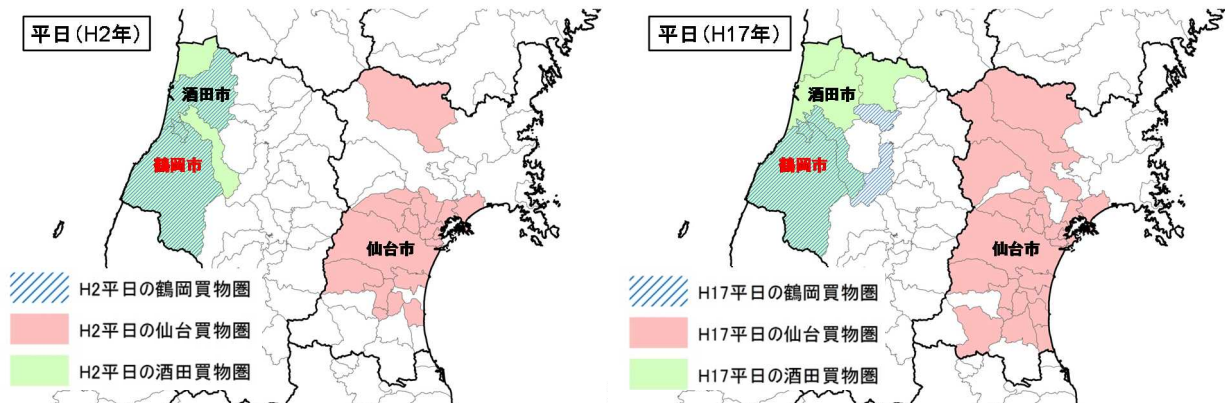 平日(H2年)
酒田市
鶴岡市
仙台市
H2平日の鶴岡買物圏
H2平日の仙台買物圏
H2平日の酒田買物圏
平日(H17年)
酒田市
鶴岡市
仙台市
H17平日の鶴岡買物圏
H17平日の仙台買物圏
H17平日の酒田買物圏